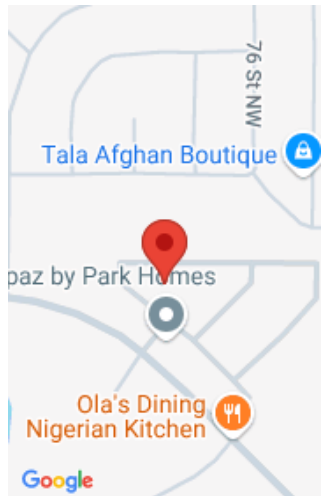 76 St NW
Tala Afghan Boutique
paz by Park Homes
Ola's Dining
Nigerian Kitchen
Google